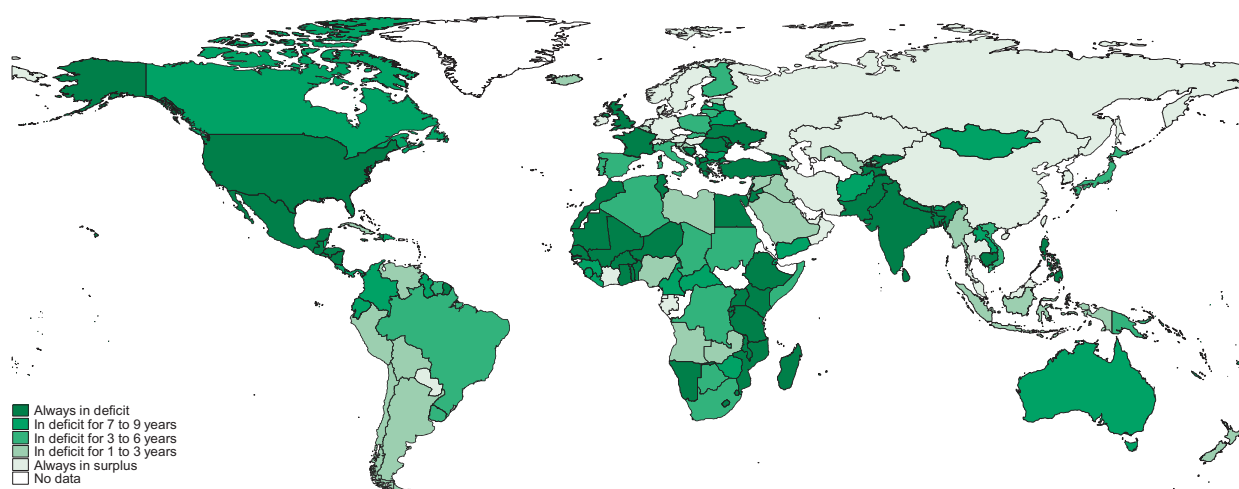 Always in deficit
In deficit for 7 to 9 years
In deficit for 3 to 6 years
In deficit for 1 to 3 years
Always in surplus
No data